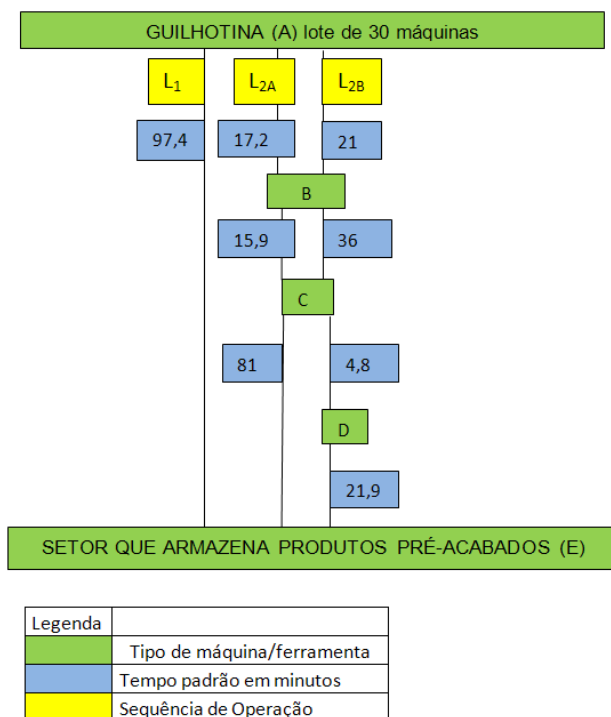 GUILHOTINA (A) lote de 30 máquinas
L1 L2A L2B
97,4 17,2 21
B
15,9 36
C
81 4,8
D
21,9
SETOR QUE ARMAZENA PRODUTOS PRÉ-ACABADOS (E)
Legenda
Tipo de máquina/ferramenta
Tempo padrão em minutos
Sequência de Operação